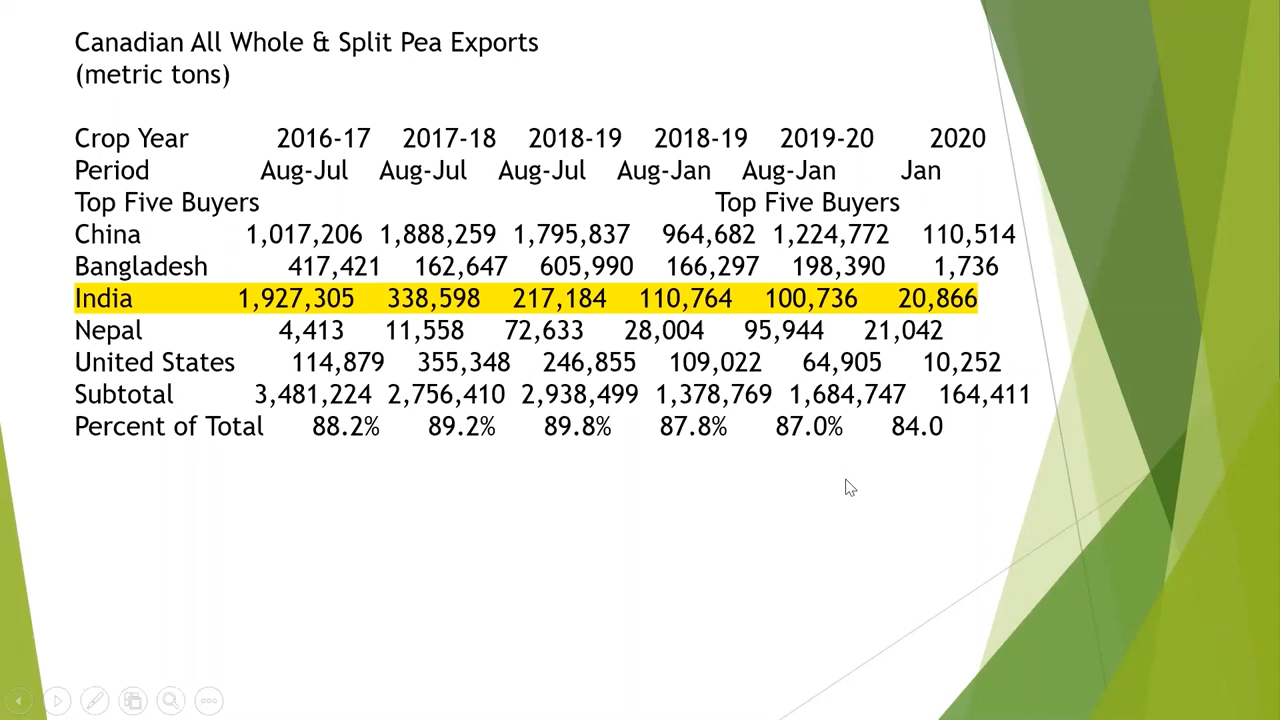 Canadian All Whole & Split Pea Exports
(metric tons)
Crop Year 2016-17 2017-18 2018-19 2018-19 2019-20 2020
Period Aug-Jul Aug-Jul Aug-Jul Aug-Jan Aug-Jan Jan
Top Five Buyers Top Five Buyers
China 1,017,206 1,888,259 1,795,837 964,682 1,224,772 110,514
Bangladesh 417,421 162,647 605,990 166,297 198,390 1,736
India 1,927,305 338,598 217,184 110,764 100,736 20,866
Nepal 4,413 11,558 72,633 28,004 95,944 21,042
United States 114,879 355,348 246,855 109,022 64,905 10,252
Subtotal 3,481,224 2,756,410 2,938,499 1,378,769 1,684,747 164,411
Percent of Total 88.2% 89.2% 89.8% 87.8% 87.0% 84.0